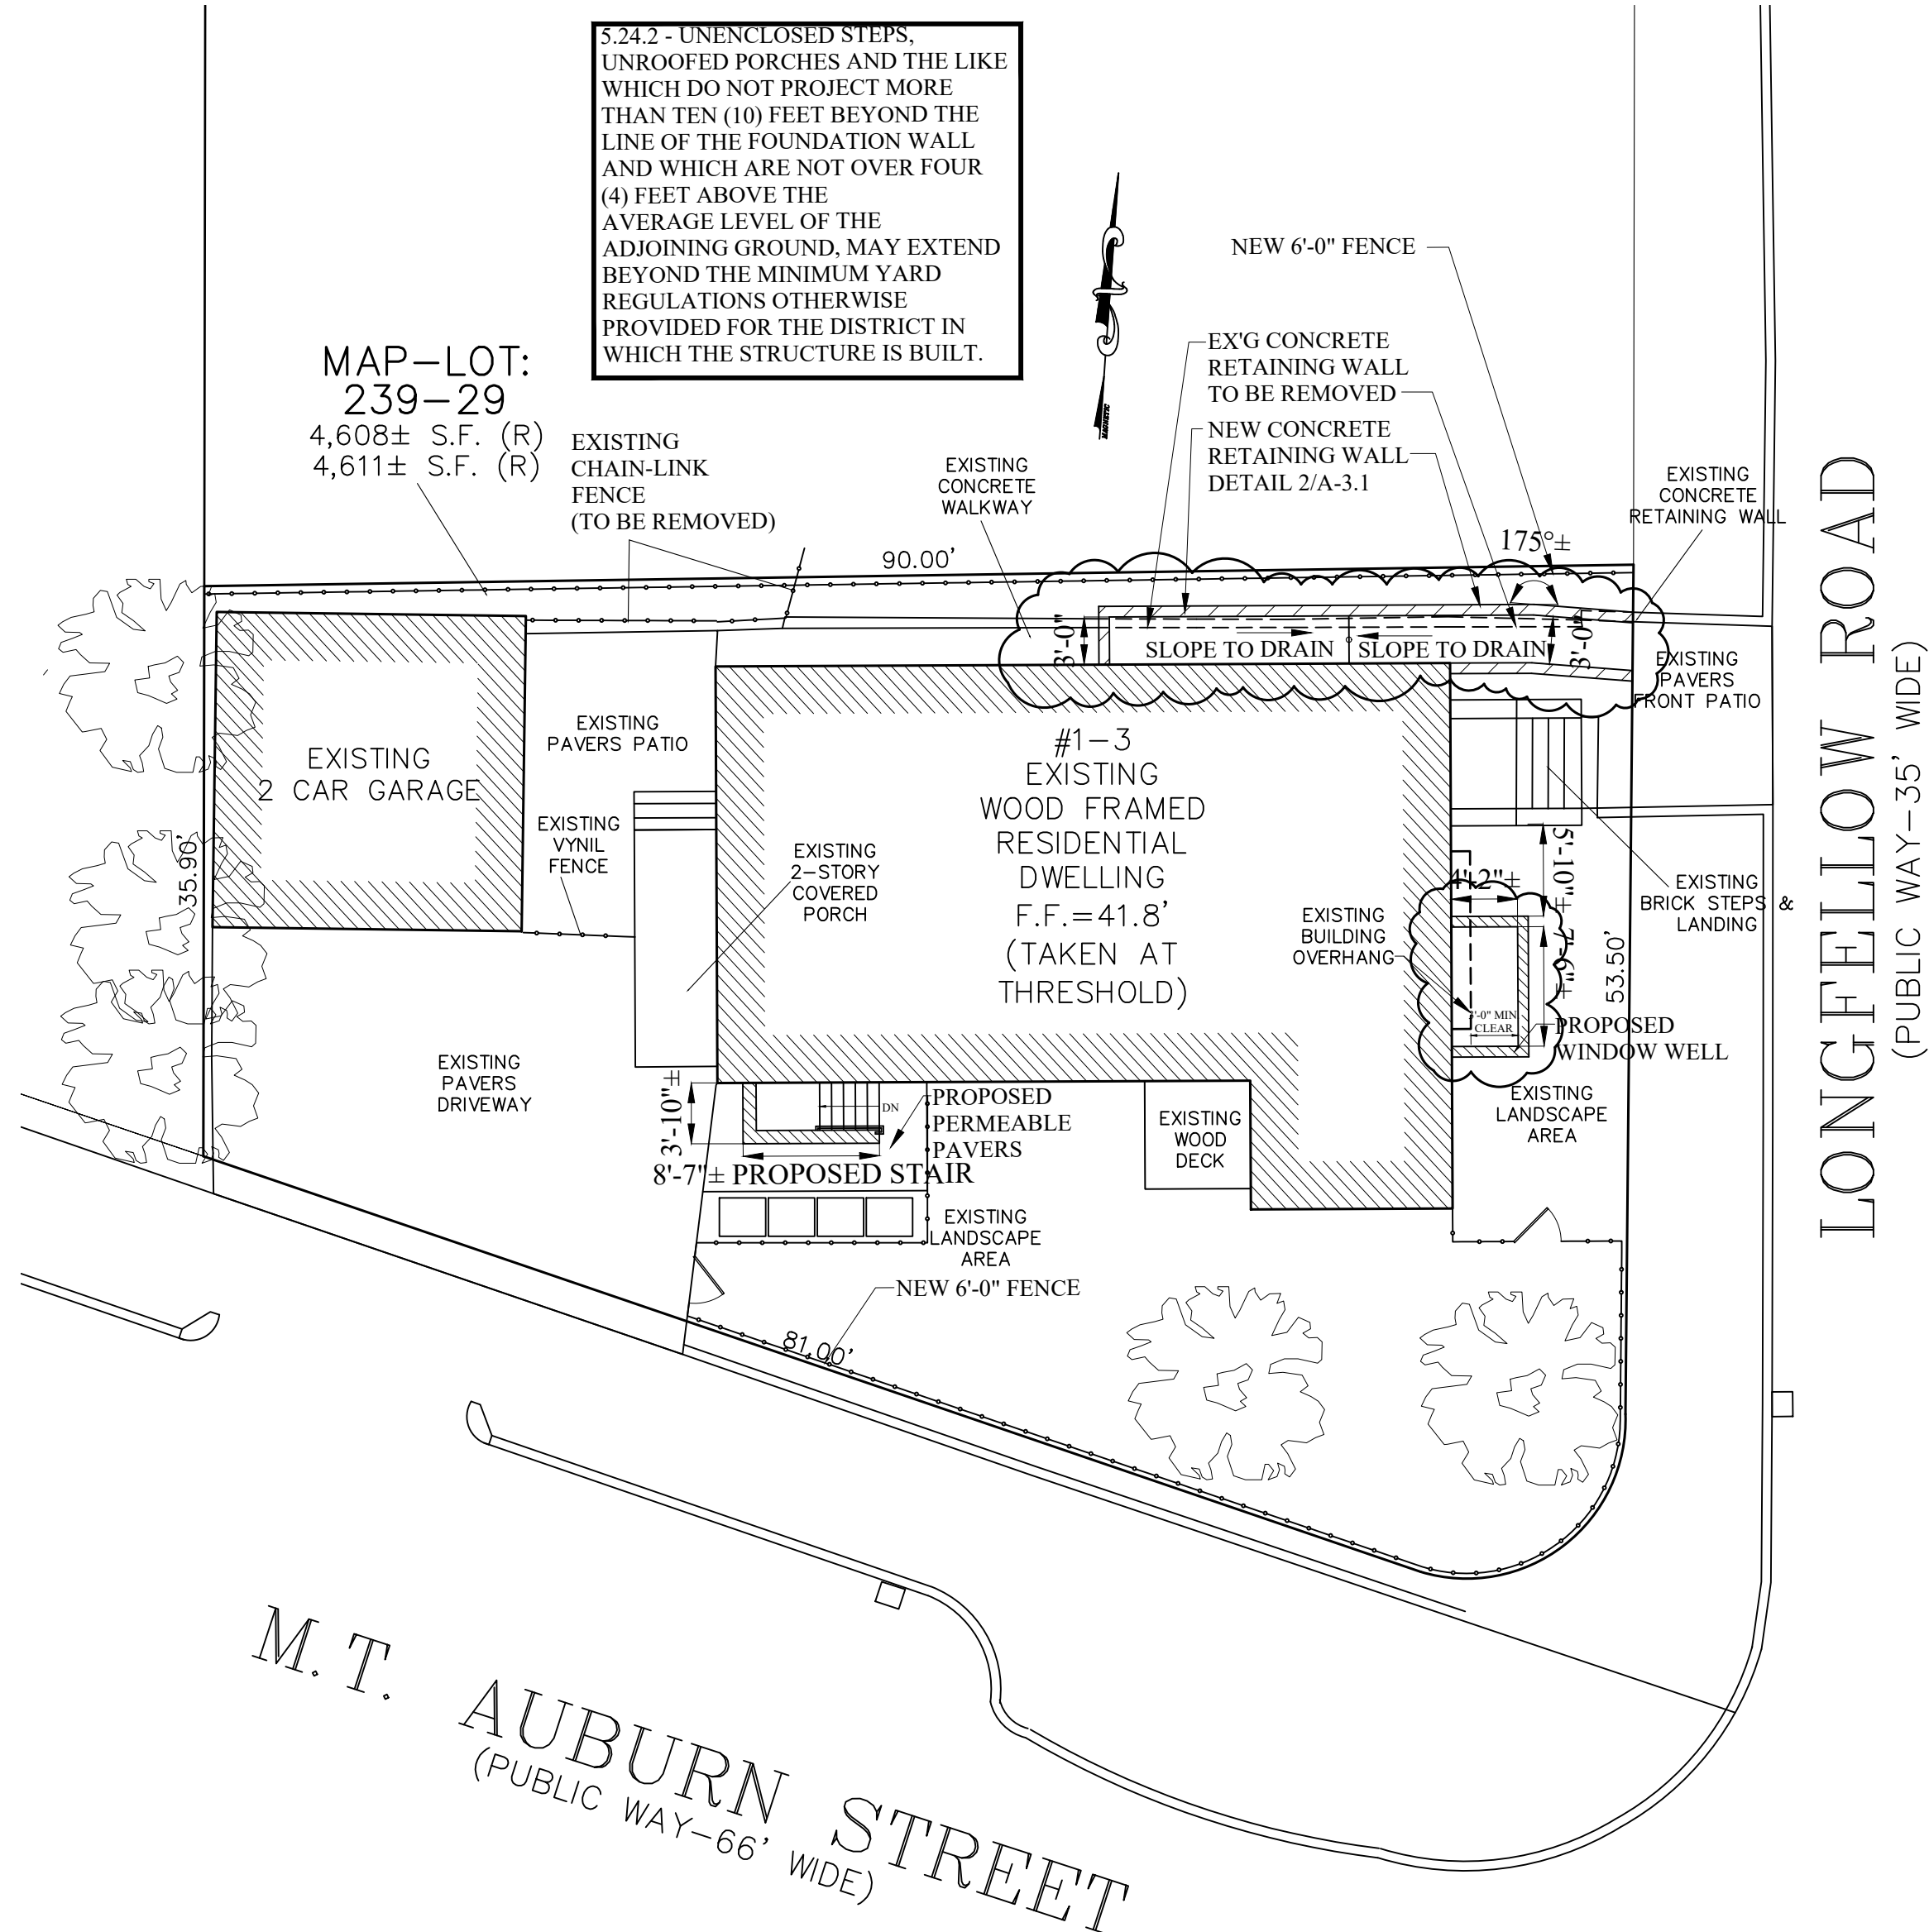 5.24.2 - UNENCLOSED STEPS,
UNROOFED PORCHES AND THE LIKE
WHICH DO NOT PROJECT MORE
THAN TEN (10) FEET BEYOND THE
LINE OF THE FOUNDATION WALL
AND WHICH ARE NOT OVER FOUR
(4) FEET ABOVE THE
AVERAGE LEVEL OF THE
ADJOINING GROUND, MAY EXTEND
BEYOND THE MINIMUM YARD
REGULATIONS OTHERWISE
PROVIDED FOR THE DISTRICT IN
WHICH THE STRUCTURE IS BUILT.
MAGNETIC
NEW 6'-0" FENCE
EX'G CONCRETE
RETAINING WALL
TO BE REMOVED
NEW CONCRETE
RETAINING WALL
DETAIL 2/A-3.1
MAP-LOT:
239-29
4,608± S.F. (R)
4,611± S.F. (R)
EXISTING
CHAIN-LINK
FENCE
(TO BE REMOVED)
EXISTING
CONCRETE
WALKWAY
EXISTING
CONCRETE
RETAINING WALL
90.00'
175°±
3'-0"
SLOPE TO DRAIN
SLOPE TO DRAIN
3'-0"
EXISTING
PAVERS
FRONT PATIO
EXISTING
2 CAR GARAGE
EXISTING
PAVERS PATIO
EXISTING
VYNIL
FENCE
EXISTING
2-STORY
COVERED
PORCH
#1-3
EXISTING
WOOD FRAMED
RESIDENTIAL
DWELLING
F.F.=41.8'
(TAKEN AT
THRESHOLD)
EXISTING
BUILDING
OVERHANG
4'-2"±
5'-10"±
7'-6"±
53.50'
35.90'
EXISTING
BRICK STEPS &
LANDING
-0" MIN
CLEAR
PROPOSED
WINDOW WELL
EXISTING
LANDSCAPE
AREA
EXISTING
PAVERS
DRIVEWAY
3'-10"±
DN
PROPOSED
PERMEABLE
PAVERS
8'-7"± PROPOSED STAIR
EXISTING
WOOD
DECK
EXISTING
LANDSCAPE
AREA
NEW 6'-0" FENCE
81.00'
LONGFELLOW ROAD
(PUBLIC WAY-35' WIDE)
M.T. AUBURN STREET
(PUBLIC WAY-66' WIDE)